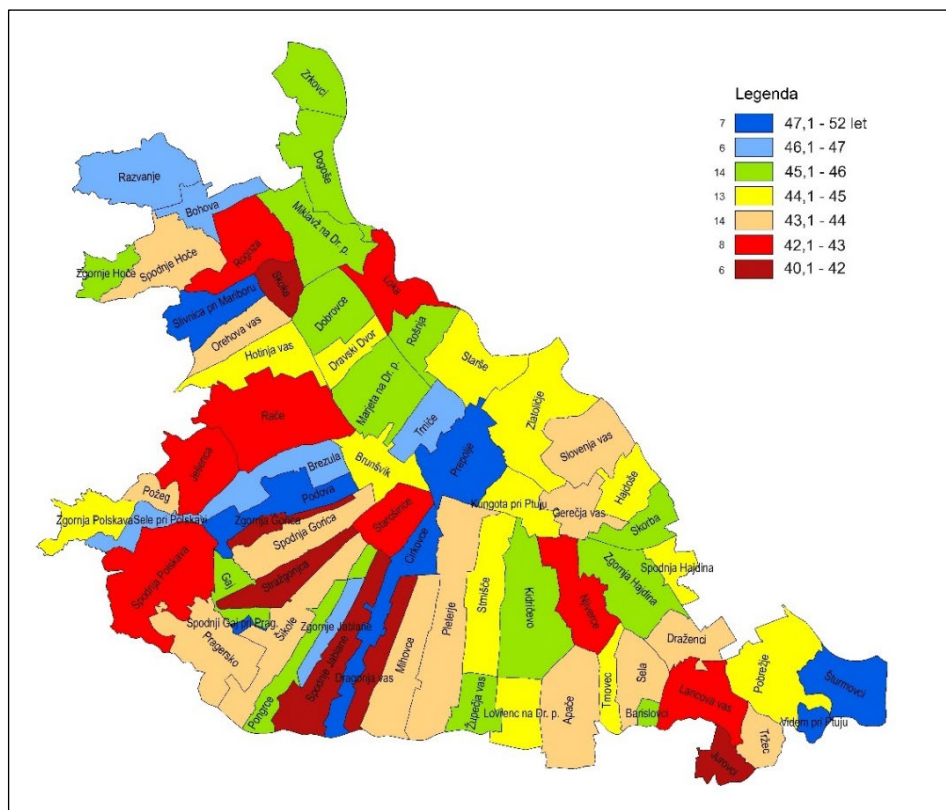 Legenda
7 47,1 - 52 let
6 46,1 - 47
14 45,1 - 46
13 44,1 - 45
14 43,1 - 44
8 42,1 - 43
6 40,1 - 42
Zrkovci
Dogoše
Razvanje
Bohova
Miklavž na Dr. p.
Spodnje Hoče
Zgornje Hoče
Rogoza
Skoke
Loka
Slivnica pri Mariboru
Dobrovce
Orehova vas
Rošnja
Hotinja vas
Dravski Dvor
Starše
Marjeta na Dr. p.
Zlatoličje
Rače
Trniče
Slovenja vas
Prepolje
Brunšvik
Ješenca
Brezula
Hajdoše
Podova
Požeg
Kungota pri Ptuju
Gerečja vas
Skorba
Zgornja Polskava
Sele pri Polskavi
Zgornja Gorica
Starošince
Spodnja Gorica
Cirkovce
Zgornja Hajdina
Spodnja Hajdina
Spodnja Polskava
Gaj
Stražgonjca
Strnišče
Kidričevo
Njiverce
Spodnji Gaj pri Prag.
Šikole
Zgornje Jablane
Pleterje
Pragersko
Mihovce
Draženci
Spodnje Jablane
Dragonja vas
Sela
Pobrežje
Šturmovci
Trnovec
Lancova vas
Pongrce
Župečja vas
Lovrenc na Dr. p.
Apače
Banslovci
Videm pri Ptuju
Tržec
Jurovci